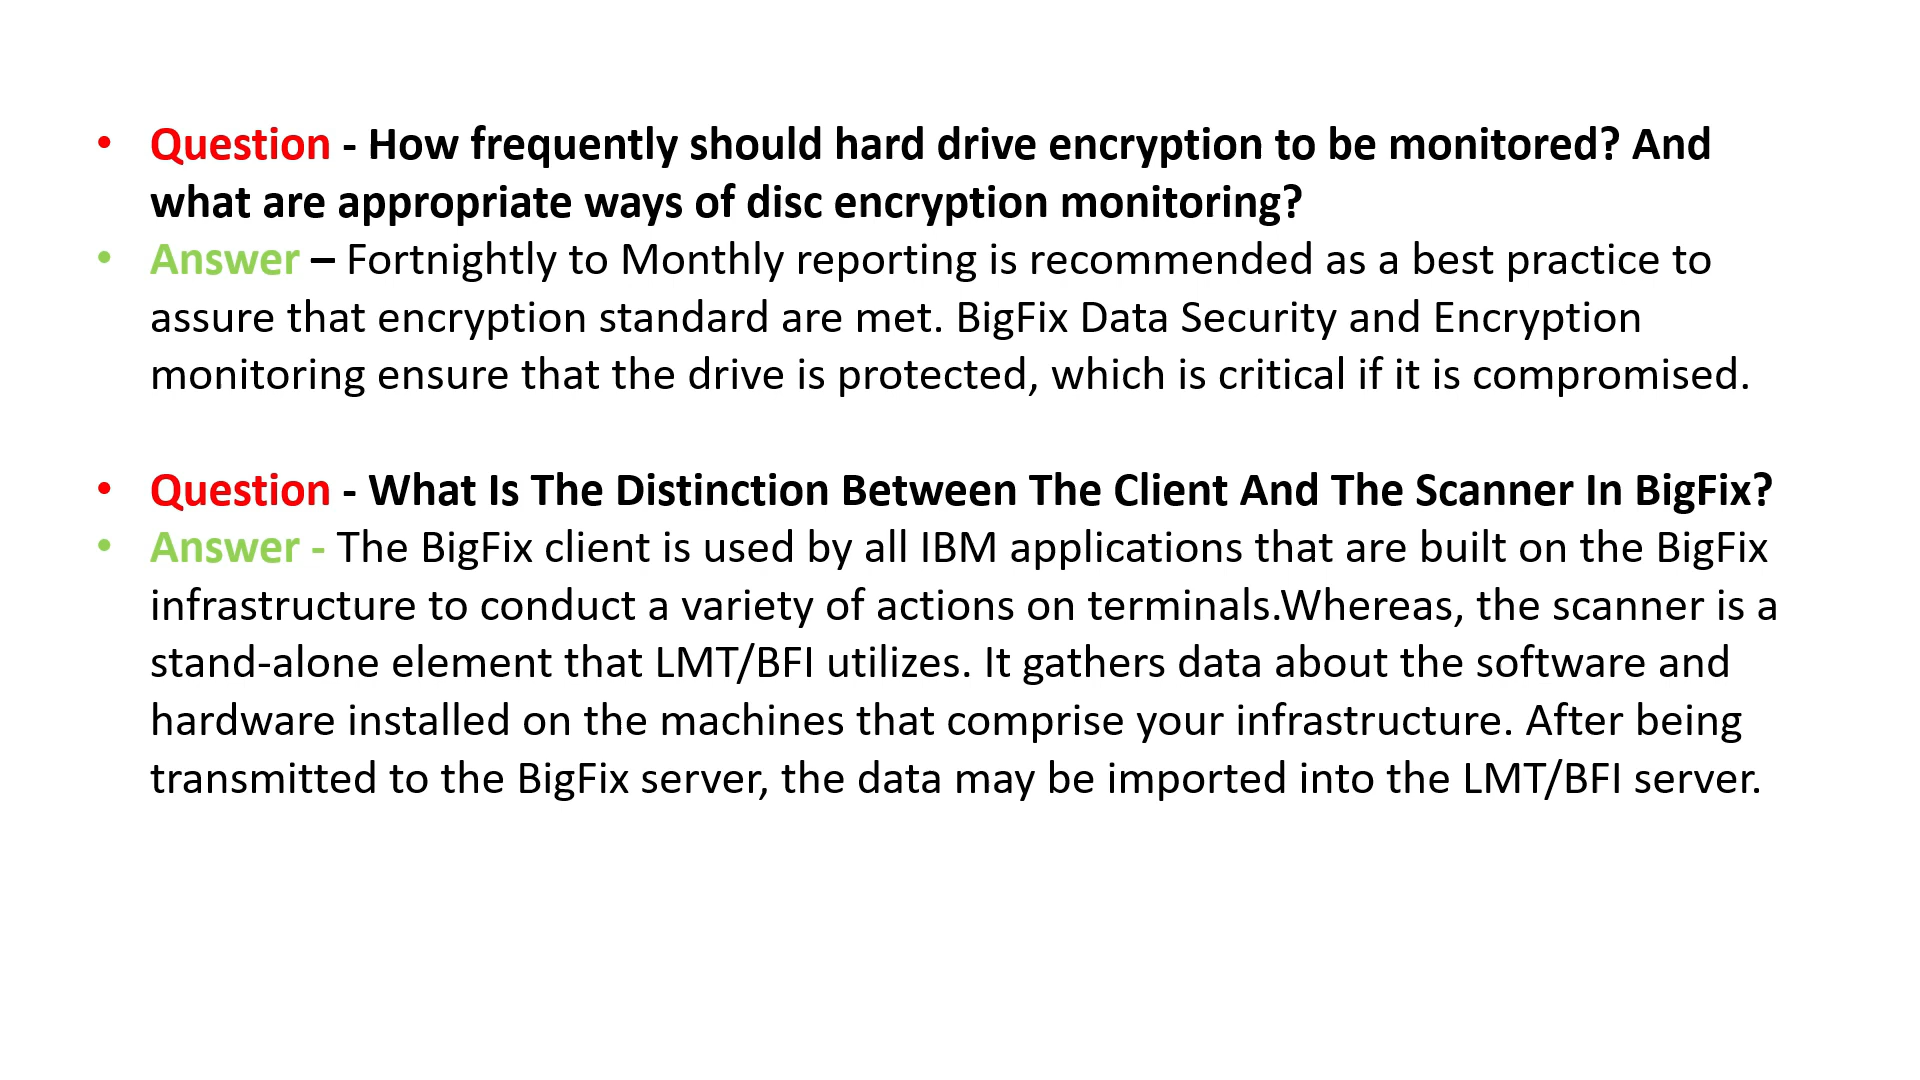 • Question - How frequently should hard drive encryption to be monitored? And
what are appropriate ways of disc encryption monitoring?
• Answer – Fortnightly to Monthly reporting is recommended as a best practice to
assure that encryption standard are met. BigFix Data Security and Encryption
monitoring ensure that the drive is protected, which is critical if it is compromised.
• Question - What Is The Distinction Between The Client And The Scanner In BigFix?
• Answer - The BigFix client is used by all IBM applications that are built on the BigFix
infrastructure to conduct a variety of actions on terminals.Whereas, the scanner is a
stand-alone element that LMT/BFI utilizes. It gathers data about the software and
hardware installed on the machines that comprise your infrastructure. After being
transmitted to the BigFix server, the data may be imported into the LMT/BFI server.